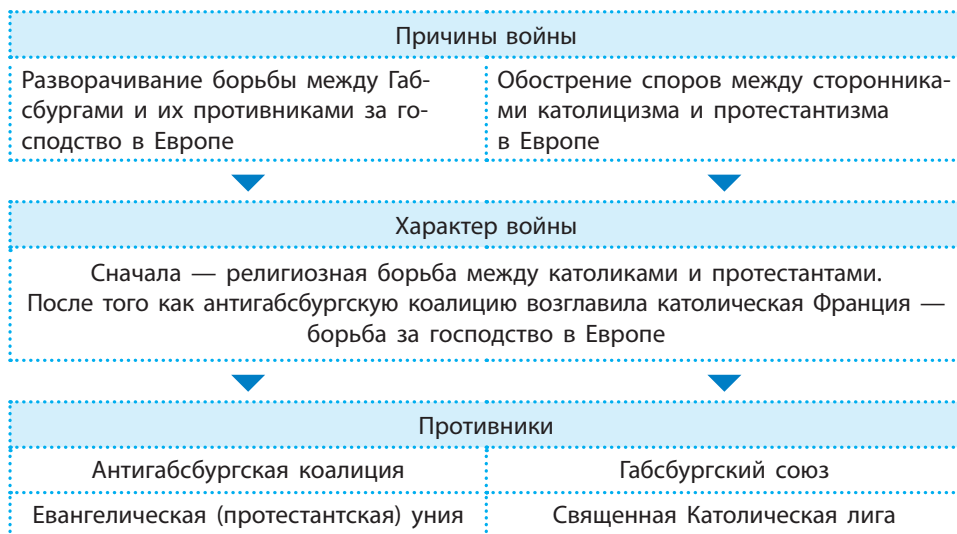 Причины войны
Разворачивание борьбы между Габ-
сбургами и их противниками за го-
сподство в Европе
Обострение споров между сторонника-
ми католицизма и протестантизма
в Европе
Характер войны
Сначала — религиозная борьба между католиками и протестантами.
После того как антигабсбургскую коалицию возглавила католическая Франция —
борьба за господство в Европе
Противники
Антигабсбургская коалиция
Габсбургский союз
Евангелическая (протестантская) уния
Священная Католическая лига